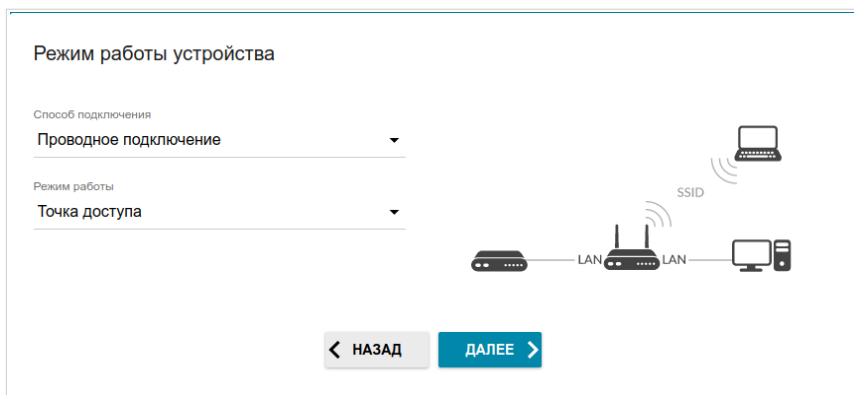 Режим работы устройства
Способ подключения
Проводное подключение
Режим работы
Точка доступа
SSID
LAN LAN
НАЗАД ДАЛЕЕ